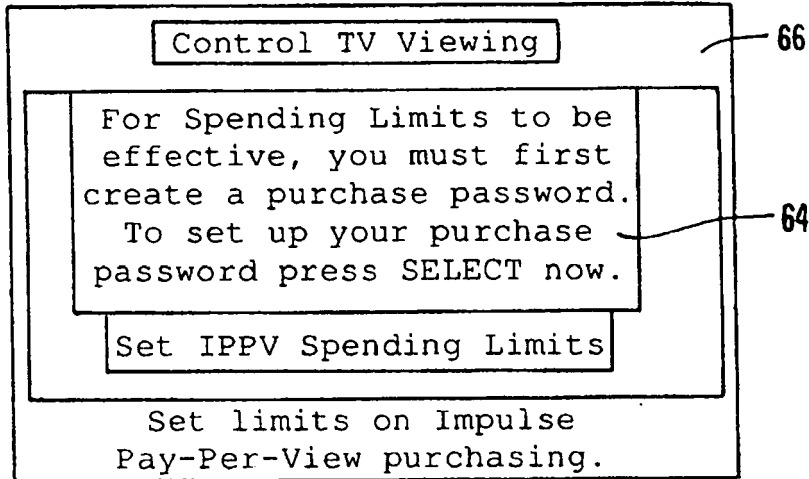 Control TV Viewing
66
For Spending Limits to be
effective, you must first
create a purchase password.
To set up your purchase
64
password press SELECT now.
Set IPPV Spending Limits
Set limits on Impulse
Pay-Per-View purchasing.